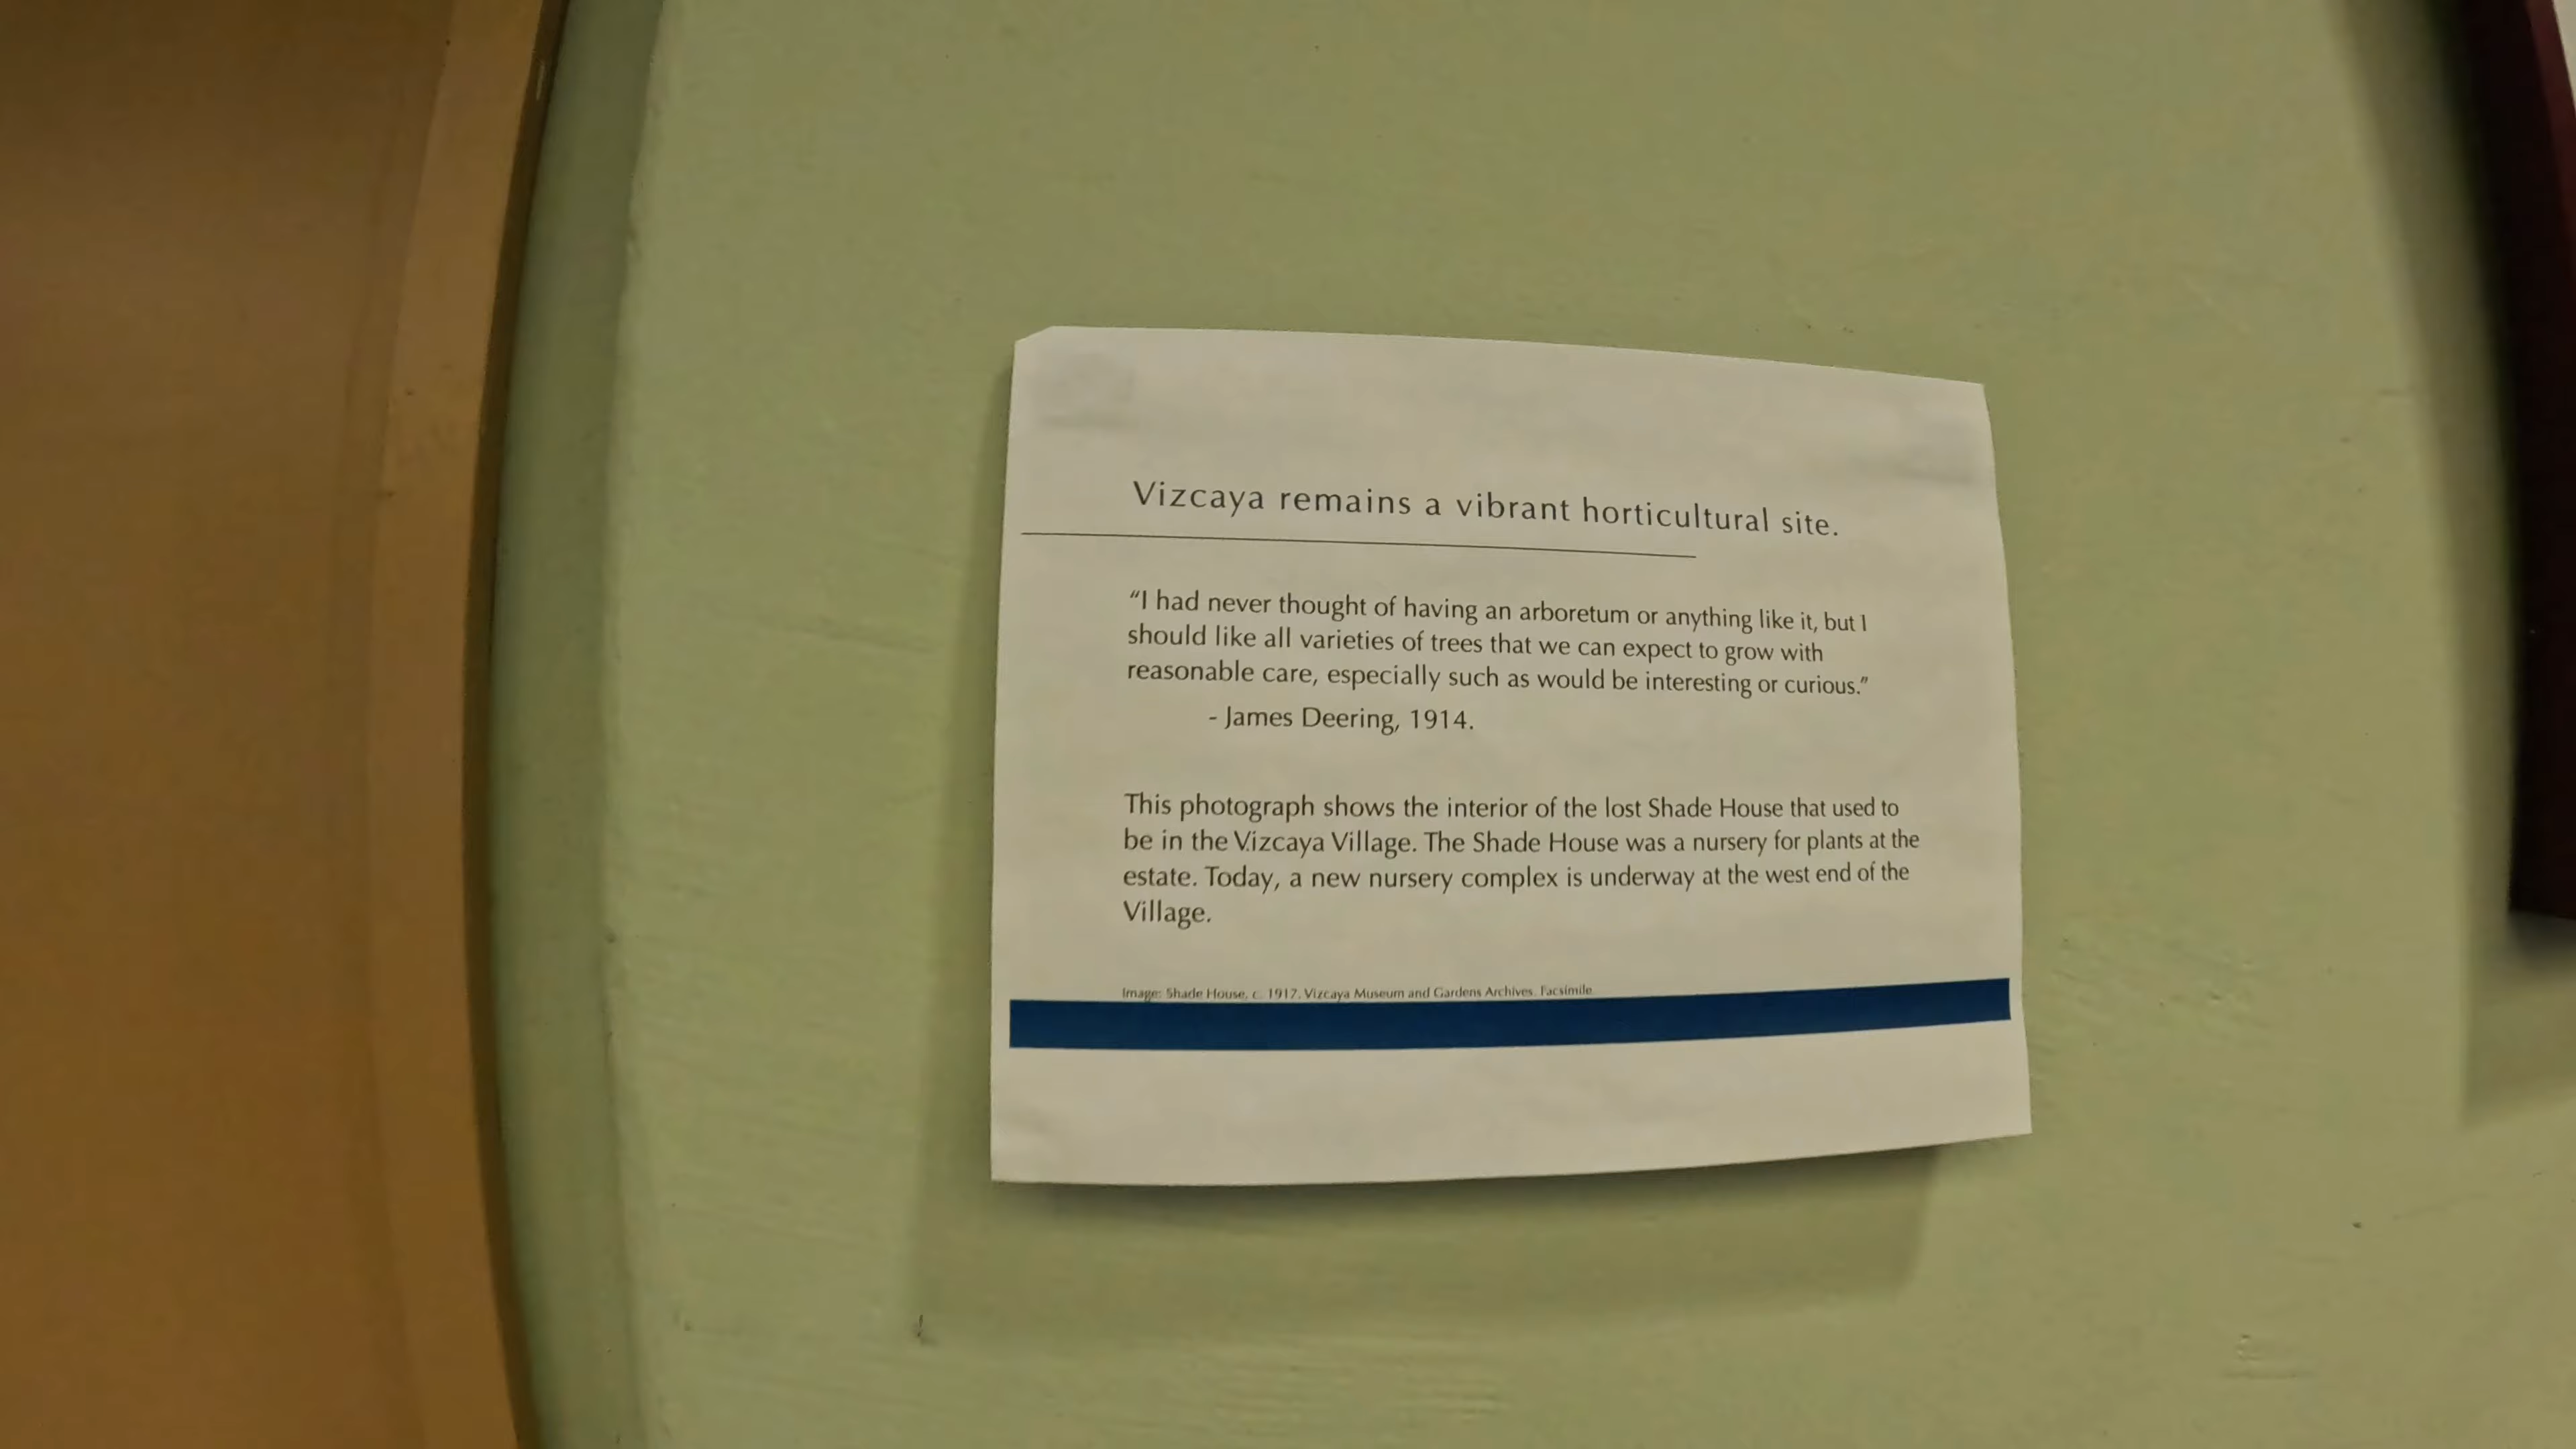 Vizcaya remains a vibrant horticultural site.
“I had never thought of having an arboretum or anything like it, but I
should like all varieties of trees that we can expect to grow with
reasonable care, especially such as would be interesting or curious.”
- James Deering, 1914.
This photograph shows the interior of the lost Shade House that used to
be in the Vizcaya Village. The Shade House was a nursery for plants at the
estate. Today, a new nursery complex is underway at the west end of the
Village.
Image: Shade House, c. 1917. Vizcaya Museum and Gardens Archives. Facsimile.